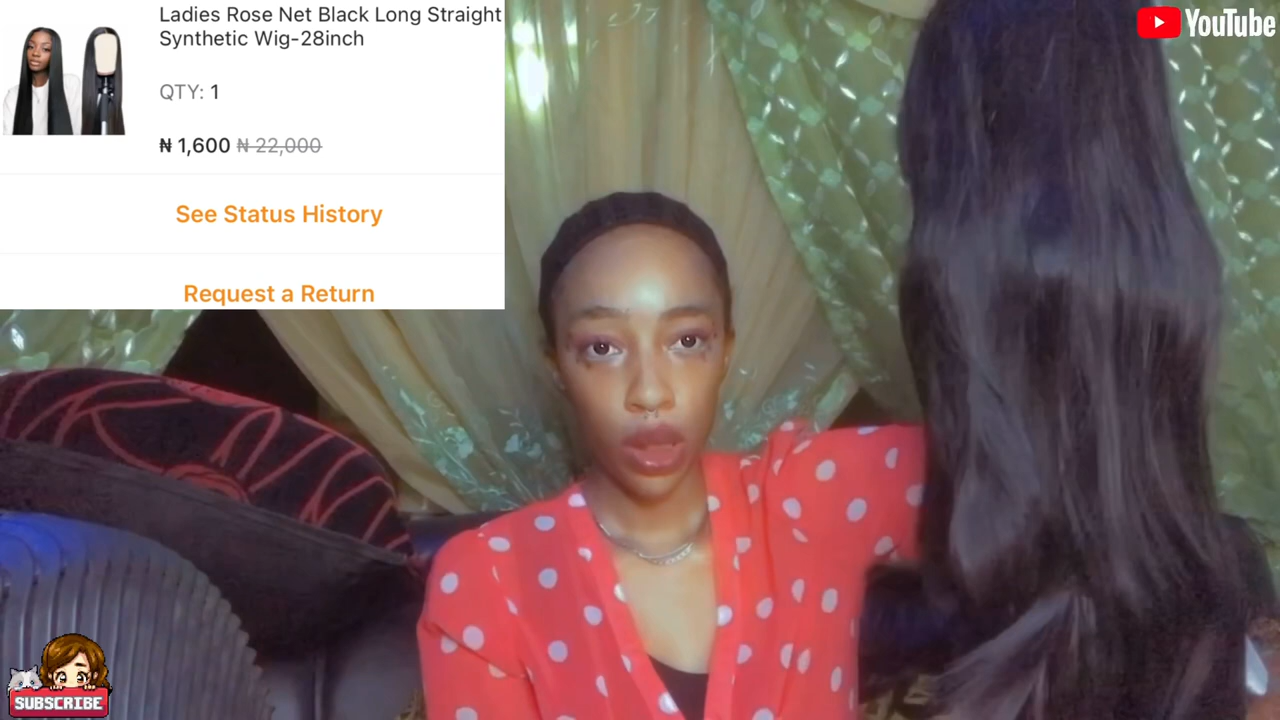 Ladies Rose Net Black Long Straight
Synthetic Wig-28inch
QTY: 1
₦ 1,600 ₦ 22,000
See Status History
Request a Return
YouTube
SUBSCRIBE